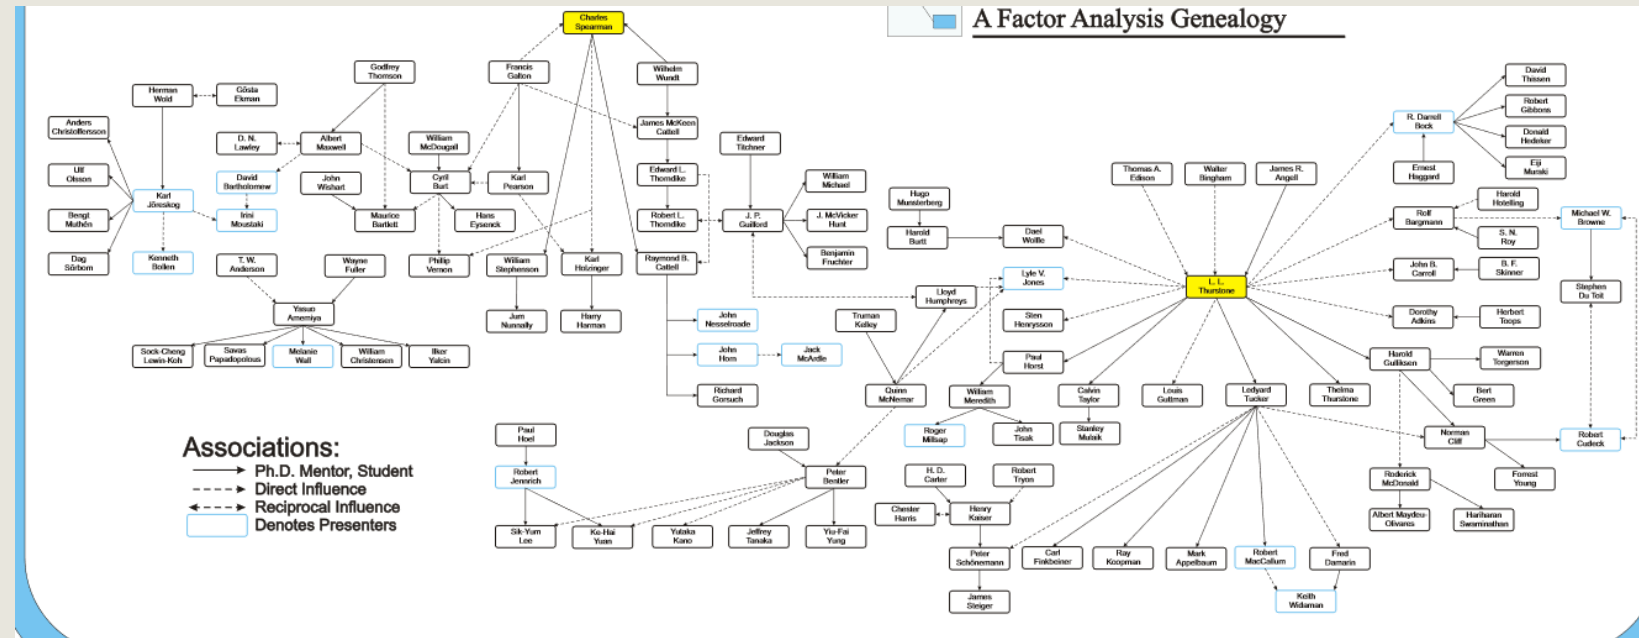 A Factor Analysis Genealogy
Charles
Spearman
Godfrey
Thomson
Francis
Galton
Wilhelm
Wundt
Herman
Wold
Gösta
Ekman
Anders
Christoffersson
D. N.
Lawley
Albert
Maxwell
William
McDougall
James McKeen
Cattell
Edward
Titchner
Ulf
Olsson
David
Bartholomew
John
Wishart
Cyril
Burt
Karl
Pearson
Edward L.
Thorndike
William
Michael
Karl
Jöreskog
Bengt
Muthén
Irini
Moustaki
Maurice
Bartlett
Hans
Eysenck
Robert L.
Thorndike
J. P.
Guilford
J. McVicker
Hunt
Dag
Sörbom
Kenneth
Bollen
T. W.
Anderson
Wayne
Fuller
Philip
Vernon
William
Stephenson
Karl
Holzinger
Raymond B.
Cattell
Benjamin
Fruchter
Yasuo
Amemiya
Jum
Nunnally
Harry
Harman
John
Nesselroade
Sock-Cheng
Lewin-Koh
Savas
Papadopolous
Melanie
Wall
William
Christensen
Ilker
Yalcin
John
Horn
Jack
McArdle
Richard
Gorsuch
Thomas A.
Edison
Walter
Bingham
James R.
Angell
Hugo
Munsterberg
Harold
Burtt
Dael
Wolfle
Lyle V.
Jones
L. L.
Thurstone
Lloyd
Humphreys
Truman
Kelley
Sten
Henrysson
Paul
Horst
Quinn
McNemar
William
Meredith
Calvin
Taylor
Louis
Guttman
Ledyard
Tucker
Thelma
Thurstone
Roger
Millsap
John
Tisak
Stanley
Mulaik
David
Thissen
R. Darrell
Bock
Robert
Gibbons
Donald
Hedeker
Ernest
Haggard
Eiji
Muraki
Harold
Hotelling
Rolf
Bargmann
Michael W.
Browne
S. N.
Roy
John B.
Carroll
B. F.
Skinner
Stephen
Du Toit
Dorothy
Adkins
Herbert
Toops
Harold
Gulliksen
Warren
Torgerson
Bert
Green
Norman
Cliff
Robert
Cudeck
Roderick
McDonald
Forrest
Young
Albert Maydeu-
Olivares
Hariharan
Swaminathan
Paul
Hoel
Douglas
Jackson
Robert
Jennrich
Peter
Bentler
Sik-Yum
Lee
Ke-Hai
Yuan
Yutaka
Kano
Jeffrey
Tanaka
Yiu-Fai
Yung
H. D.
Carter
Robert
Tryon
Chester
Harris
Henry
Kaiser
Peter
Schönemann
Carl
Finkbeiner
Ray
Koopman
Mark
Appelbaum
Robert
MacCallum
Fred
Damarin
James
Steiger
Keith
Widaman
Associations:
Ph.D. Mentor, Student
Direct Influence
Reciprocal Influence
Denotes Presenters